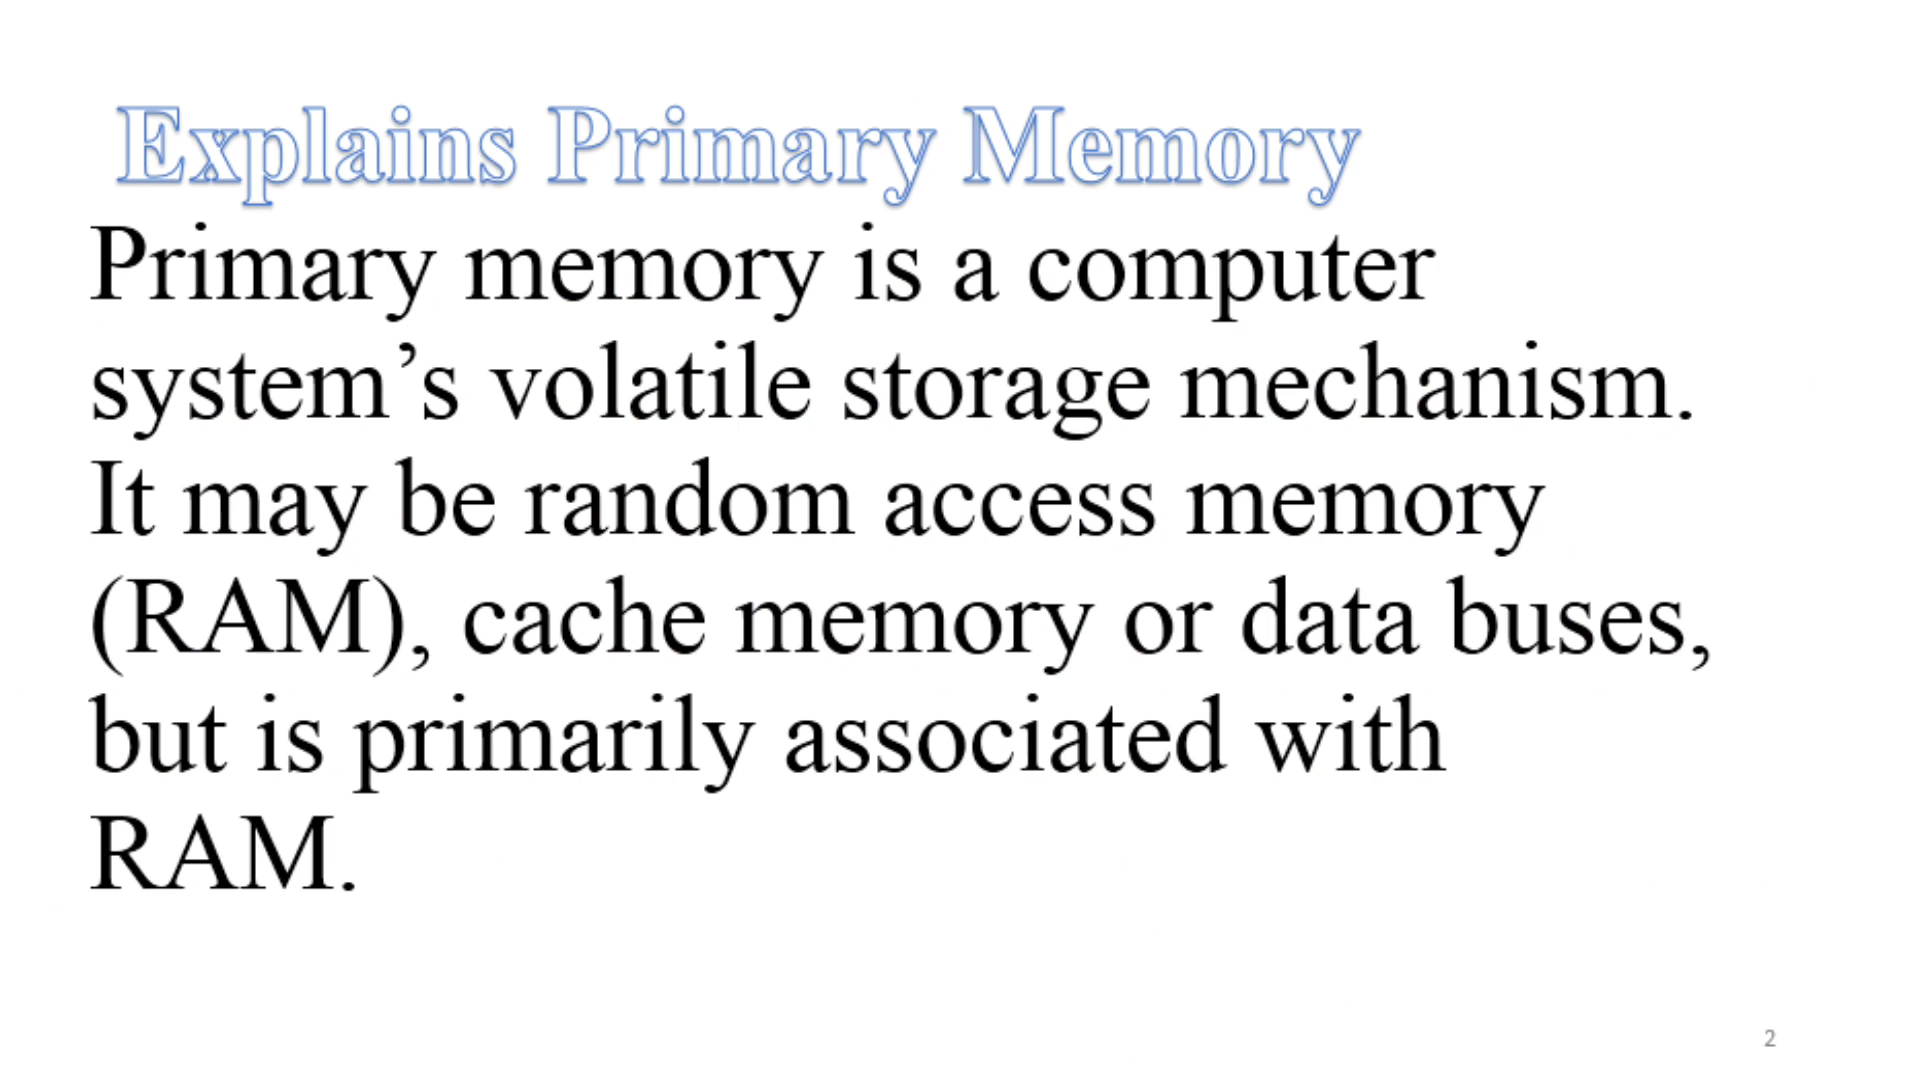 Explains Primary Memory
Primary memory is a computer
system’s volatile storage mechanism.
It may be random access memory
(RAM), cache memory or data buses,
but is primarily associated with
RAM.
2